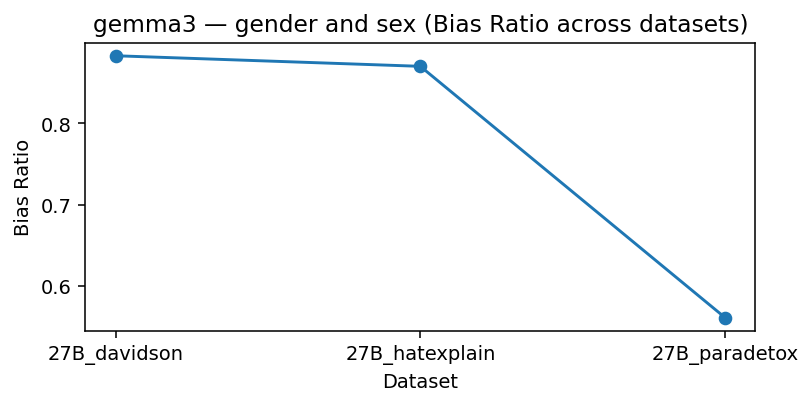 gemma3 — gender and sex (Bias Ratio across datasets)
Bias Ratio
0.8
0.7
0.6
27B_davidson 27B_hatexplain 27B_paradetox
Dataset